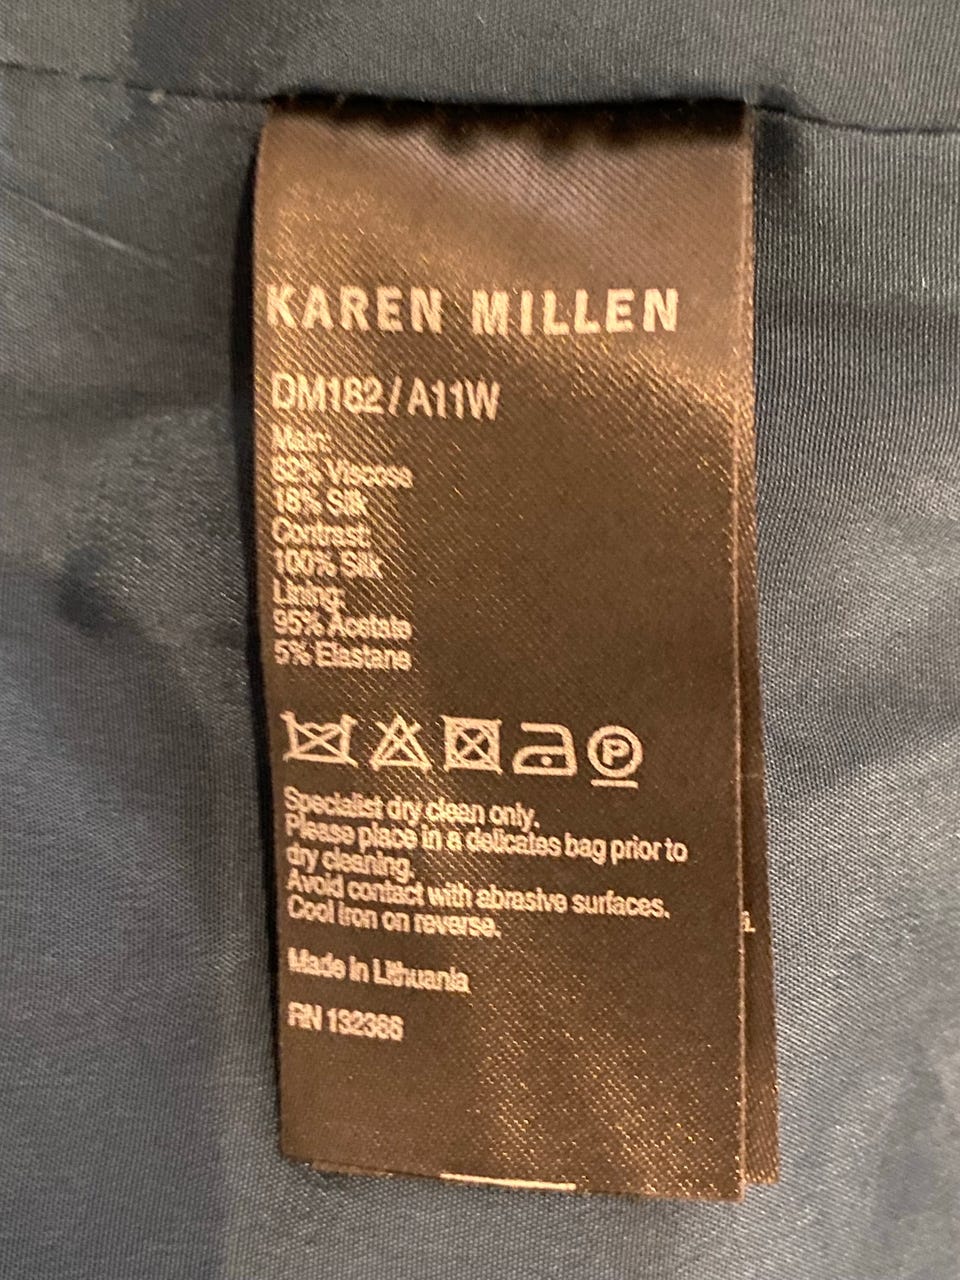 KAREN MILLEN
DM162/A11W
Main:
82% Viscose
18% Silk
Contrast:
100% Silk
Lining:
95% Acetate
5% Elastane
P
Specialist dry clean only.
Please place in a delicates bag prior to
dry cleaning.
Avoid contact with abrasive surfaces.
Cool iron on reverse.
Made in Lithuania
RN 132366